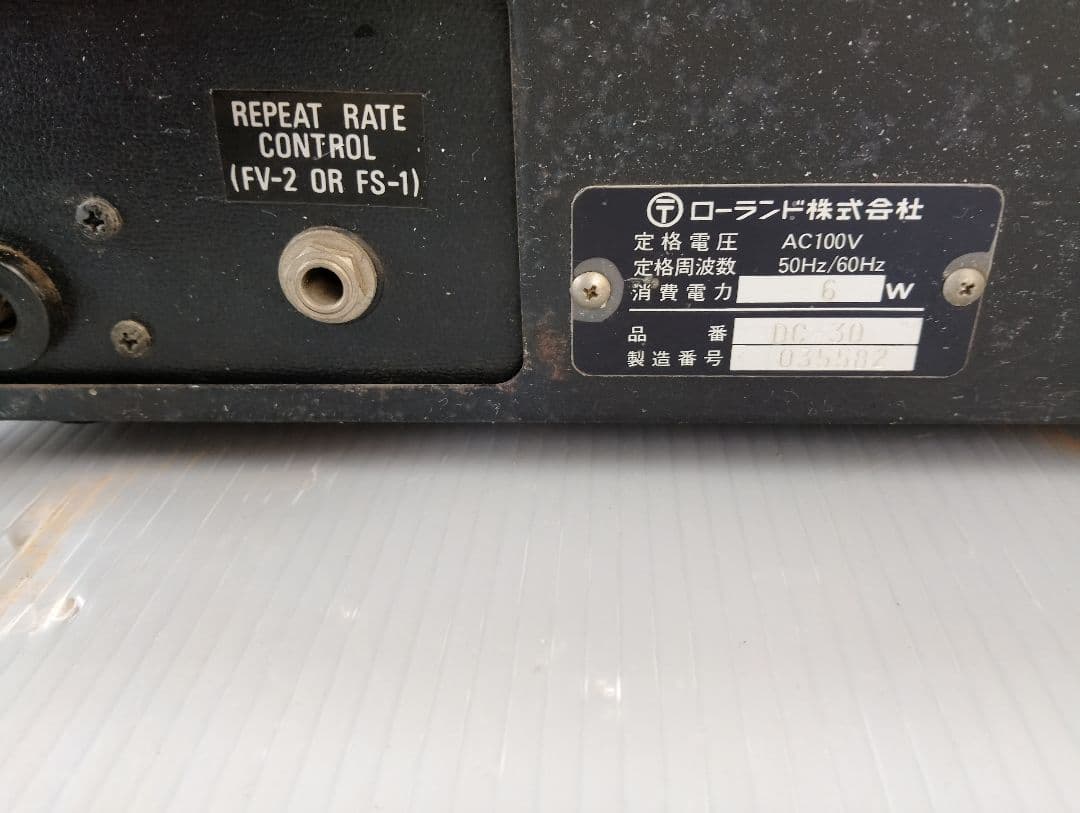 REPEAT RATE
CONTROL
(FV-2 OR FS-1)
〒 ローランド株式会社
定格電圧 AC100V
定格周波数 50Hz/60Hz
消費電力 6 W
品番 DC 30
製造番号 035582